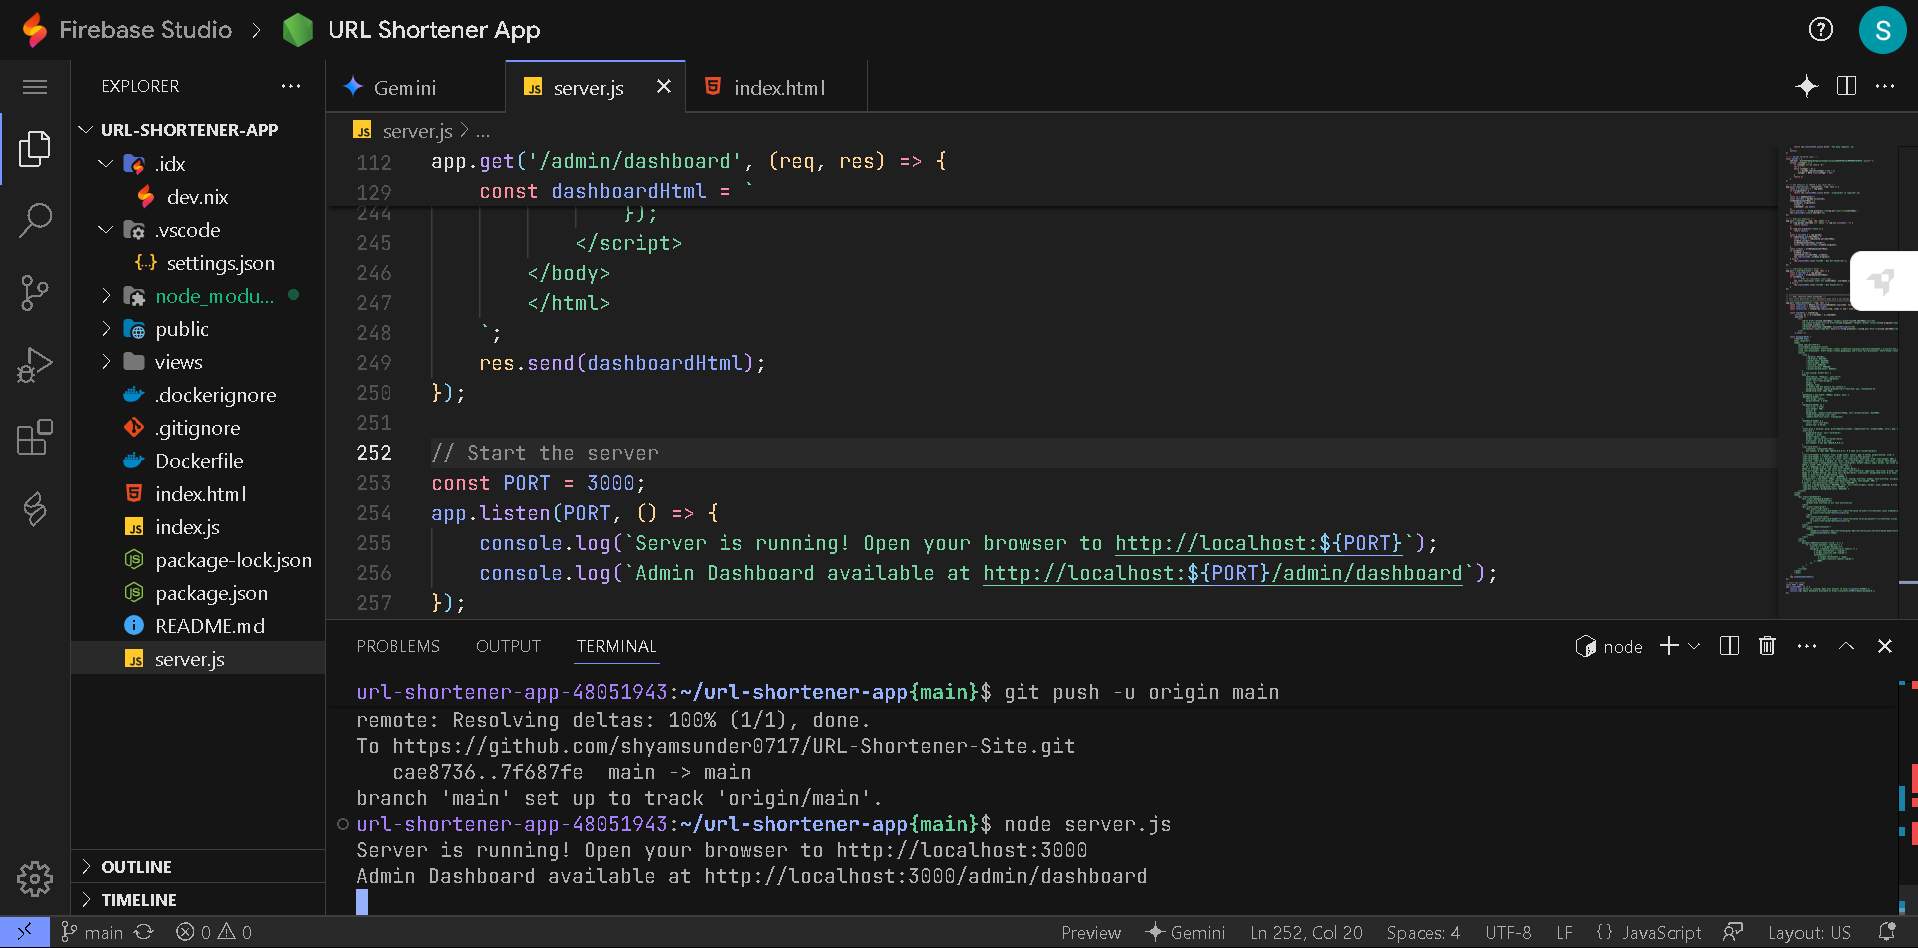 Firebase Studio > URL Shortener App
S
EXPLORER
URL-SHORTENER-APP
.idx
dev.nix
.vscode
settings.json
node_modu...
public
views
.dockerignore
.gitignore
Dockerfile
index.html
index.js
package-lock.json
package.json
README.md
server.js
OUTLINE
TIMELINE
Gemini
server.js
index.html
server.js > ...
112 app.get('/admin/dashboard', (req, res) => {
129 const dashboardHtml = `
244 });
245 </script>
246 </body>
247 </html>
248 `;
249 res.send(dashboardHtml);
250 });
251
252 // Start the server
253 const PORT = 3000;
254 app.listen(PORT, () => {
255 console.log(`Server is running! Open your browser to http://localhost:${PORT}`);
256 console.log(`Admin Dashboard available at http://localhost:${PORT}/admin/dashboard`);
257 });
PROBLEMS OUTPUT TERMINAL
node
url-shortener-app-48051943:~/url-shortener-app{main}$ git push -u origin main
remote: Resolving deltas: 100% (1/1), done.
To https://github.com/shyamsunder0717/URL-Shortener-Site.git
cae8736..7f687fe main -> main
branch 'main' set up to track 'origin/main'.
url-shortener-app-48051943:~/url-shortener-app{main}$ node server.js
Server is running! Open your browser to http://localhost:3000
Admin Dashboard available at http://localhost:3000/admin/dashboard
main 0 0 Preview Gemini Ln 252, Col 20 Spaces: 4 UTF-8 LF {} JavaScript Layout: US